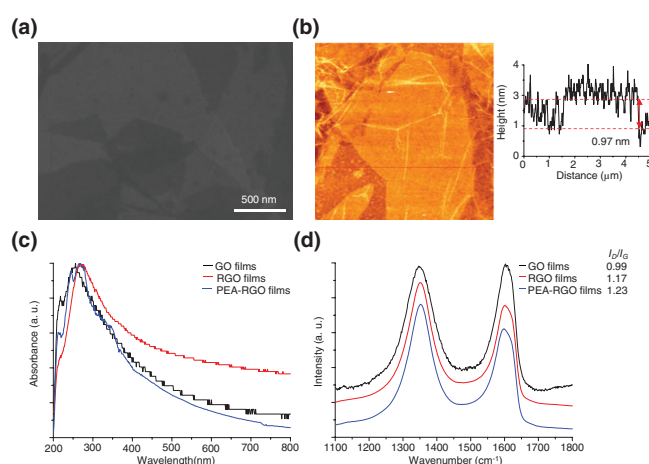 (a)
500 nm
(b)
Height(nm)
4
3
2
1
0
0.97 nm
0 1 2 3 4 5
Distance (μm)
(c)
GO films
RGO films
PEA-RGO films
Absorbance (a. u.)
200 300 400 500 600 700 800
Wavelength(nm)
(d)
I_D/I_G
GO films 0.99
RGO films 1.17
PEA-RGO films 1.23
Intensity (a. u.)
1100 1200 1300 1400 1500 1600 1700 1800
Wavenumber (cm⁻¹)